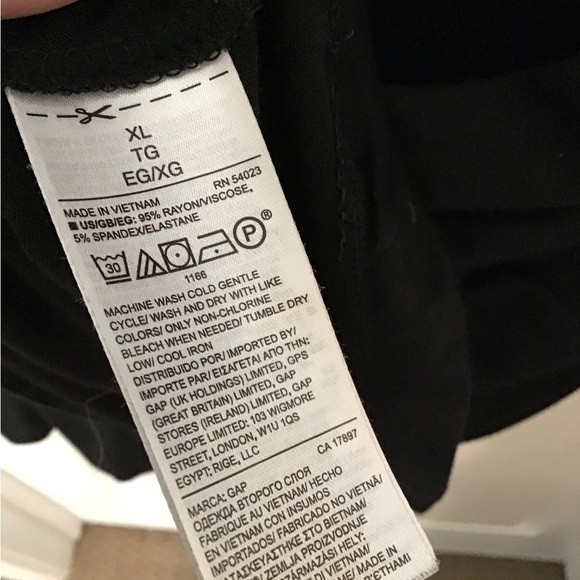 XL
TG
EG/XG
RN 54023
MADE IN VIETNAM
US/GB/EG: 95% RAYON/VISCOSE,
5% SPANDEX/ELASTANE
30 P®
1166
MACHINE WASH COLD GENTLE
CYCLE/ WASH AND DRY WITH LIKE
COLORS/ ONLY NON-CHLORINE
BLEACH WHEN NEEDED/ TUMBLE DRY
LOW/ COOL IRON
DISTRIBUIDO POR/IMPORTED BY/
IMPORTE PAR/ ΕΙΣΑΓΕΤΑΙ ΑΠΟ ΤΗΝ:
GAP (UK HOLDINGS) LIMITED, GPS
(GREAT BRITAIN) LIMITED, GAP
STORES (IRELAND) LIMITED, GAP
EUROPE LIMITED: 103 WIGMORE
STREET, LONDON, W1U 1QS
EGYPT: RIGE, LLC
CA 17897
MARCA: GAP
ОДЕЖДА ВТОРОГО СЛОЯ
FABRIQUE AU VIETNAM/ HECHO
EN VIETNAM CON INSUMOS
IMPORTADOS/ FABRICADO NO VIETNÃ/
ΚΑΤΑΣΚΕΥΑΣΤΗΚΕ ΣΤΟ ΒΙΕΤΝΑΜ/
ZEMLJA PROIZVODNJE
SZÁRMAZÁSI HELY:
MADE IN